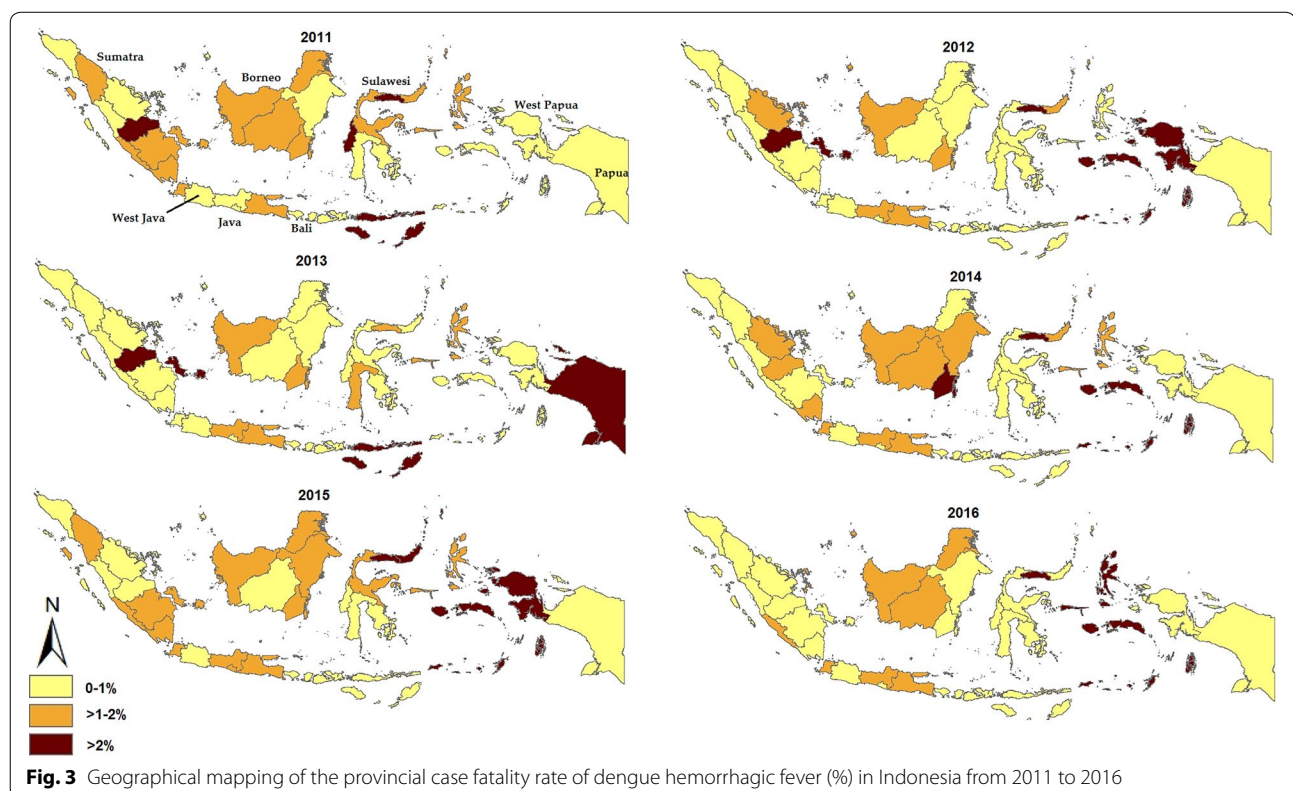 2011
Sumatra
Borneo
Sulawesi
West Papua
Papua
West Java
Java
Bali
2012
2013
2014
2015
2016
N
0-1%
>1-2%
>2%
Fig. 3 Geographical mapping of the provincial case fatality rate of dengue hemorrhagic fever (%) in Indonesia from 2011 to 2016